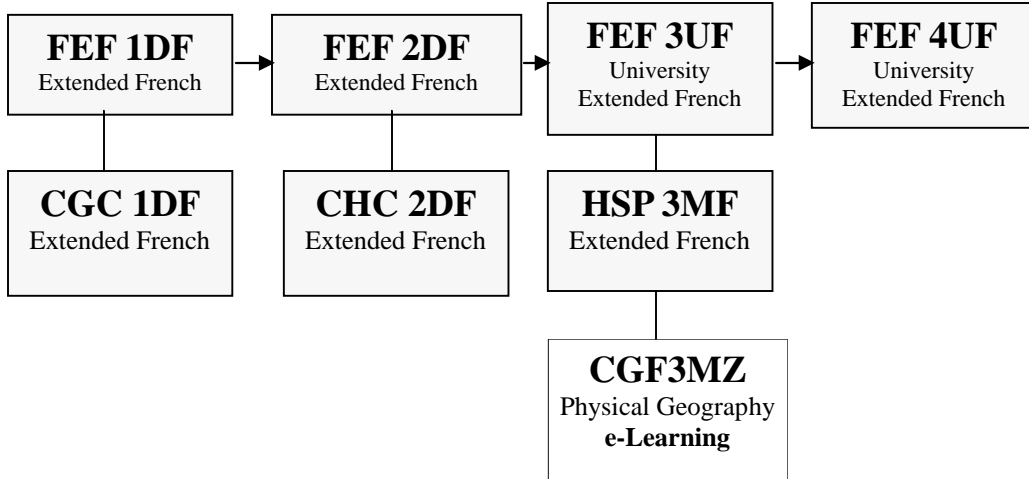 FEF 1DF
Extended French
FEF 2DF
Extended French
FEF 3UF
University
Extended French
FEF 4UF
University
Extended French
CGC 1DF
Extended French
CHC 2DF
Extended French
HSP 3MF
Extended French
CGF3MZ
Physical Geography
e-Learning